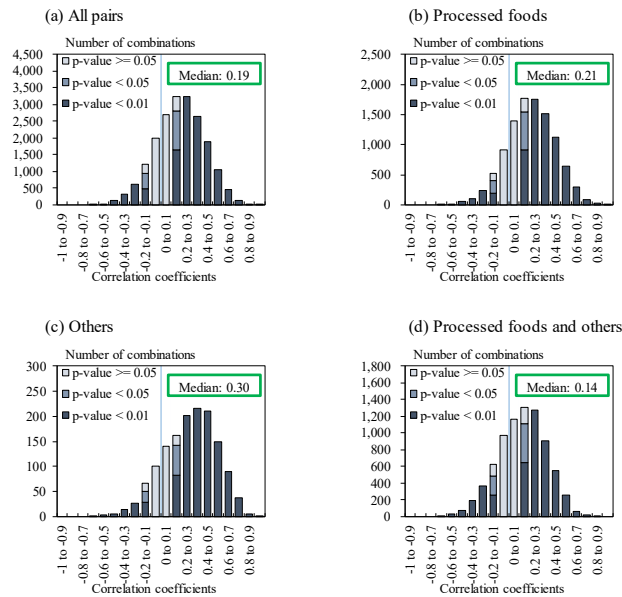 (a) All pairs
Number of combinations
4,500
4,000
3,500
3,000
2,500
2,000
1,500
1,000
500
0
p-value >= 0.05
p-value < 0.05
p-value < 0.01
Median: 0.19
-1 to -0.9
-0.8 to -0.7
-0.6 to -0.5
-0.4 to -0.3
-0.2 to -0.1
0 to 0.1
0.2 to 0.3
0.4 to 0.5
0.6 to 0.7
0.8 to 0.9
Correlation coefficients
(b) Processed foods
Number of combinations
2,500
2,000
1,500
1,000
500
0
p-value >= 0.05
p-value < 0.05
p-value < 0.01
Median: 0.21
-1 to -0.9
-0.8 to -0.7
-0.6 to -0.5
-0.4 to -0.3
-0.2 to -0.1
0 to 0.1
0.2 to 0.3
0.4 to 0.5
0.6 to 0.7
0.8 to 0.9
Correlation coefficients
(c) Others
Number of combinations
300
250
200
150
100
50
0
p-value >= 0.05
p-value < 0.05
p-value < 0.01
Median: 0.30
-1 to -0.9
-0.8 to -0.7
-0.6 to -0.5
-0.4 to -0.3
-0.2 to -0.1
0 to 0.1
0.2 to 0.3
0.4 to 0.5
0.6 to 0.7
0.8 to 0.9
Correlation coefficients
(d) Processed foods and others
Number of combinations
1,800
1,600
1,400
1,200
1,000
800
600
400
200
0
p-value >= 0.05
p-value < 0.05
p-value < 0.01
Median: 0.14
-1 to -0.9
-0.8 to -0.7
-0.6 to -0.5
-0.4 to -0.3
-0.2 to -0.1
0 to 0.1
0.2 to 0.3
0.4 to 0.5
0.6 to 0.7
0.8 to 0.9
Correlation coefficients